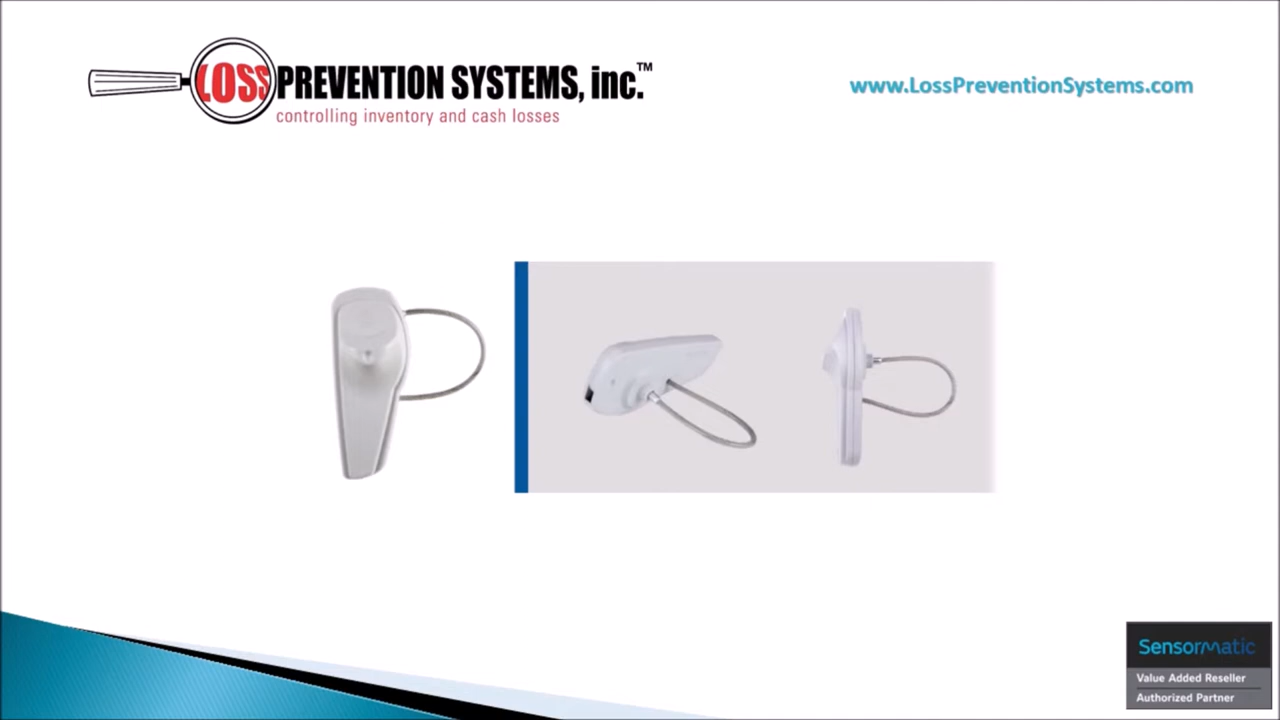 LOSS PREVENTION SYSTEMS, inc.™
controlling inventory and cash losses
www.LossPreventionSystems.com
Sensormatic
Value Added Reseller
Authorized Partner